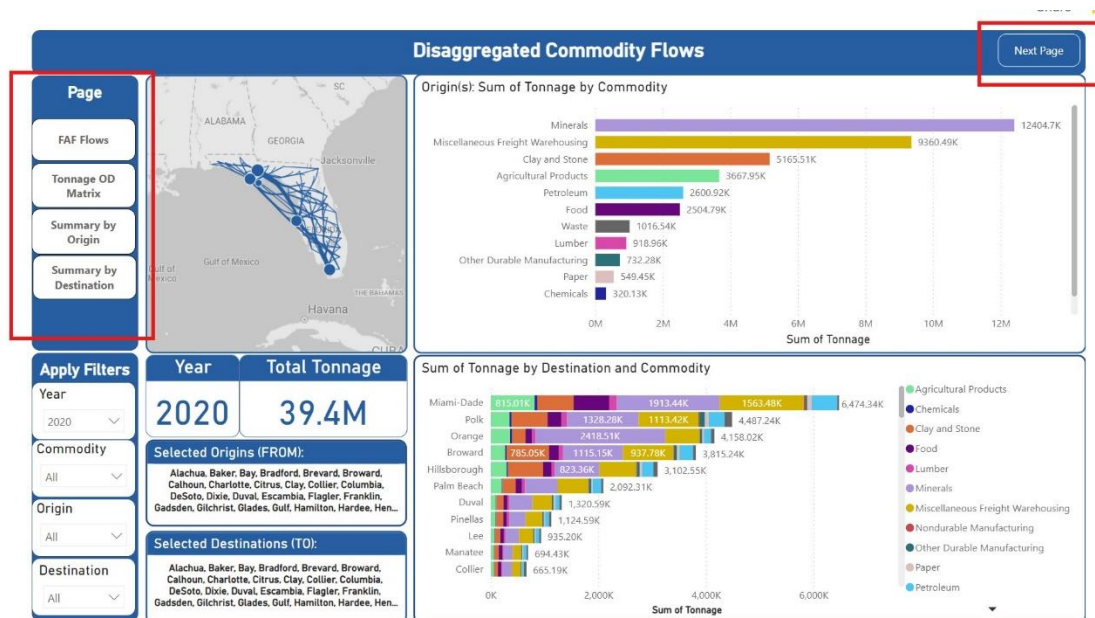 Disaggregated Commodity Flows
Next Page
Page
FAF Flows
Tonnage OD
Matrix
Summary by
Origin
Summary by
Destination
SC
ALABAMA
GEORGIA
Jacksonville
Gulf of
Mexico
Gulf of Mexico
THE BAHAMAS
Havana
CUBA
Origin(s): Sum of Tonnage by Commodity
Minerals 12404.7K
Miscellaneous Freight Warehousing 9360.49K
Clay and Stone 5165.51K
Agricultural Products 3667.95K
Petroleum 2600.92K
Food 2504.79K
Waste 1016.54K
Lumber 918.96K
Other Durable Manufacturing 732.28K
Paper 549.45K
Chemicals 320.13K
0M 2M 4M 6M 8M 10M 12M
Sum of Tonnage
Apply Filters
Year
2020
Commodity
All
Origin
All
Destination
All
Year
2020
Total Tonnage
39.4M
Selected Origins (FROM):
Alachua, Baker, Bay, Bradford, Brevard, Broward,
Calhoun, Charlotte, Citrus, Clay, Collier, Columbia,
DeSoto, Dixie, Duval, Escambia, Flagler, Franklin,
Gadsden, Gilchrist, Glades, Gulf, Hamilton, Hardee, Hen...
Selected Destinations (TO):
Alachua, Baker, Bay, Bradford, Brevard, Broward,
Calhoun, Charlotte, Citrus, Clay, Collier, Columbia,
DeSoto, Dixie, Duval, Escambia, Flagler, Franklin,
Gadsden, Gilchrist, Glades, Gulf, Hamilton, Hardee, Hen...
Sum of Tonnage by Destination and Commodity
Miami-Dade 815.01K 1913.44K 1563.48K 6,474.34K
Polk 1328.28K 1113.42K 4,487.24K
Orange 2418.51K 4,158.02K
Broward 785.05K 1115.15K 937.78K 3,815.24K
Hillsborough 823.36K 3,102.55K
Palm Beach 2,092.31K
Duval 1,320.59K
Pinellas 1,124.59K
Lee 935.20K
Manatee 694.43K
Collier 665.19K
0K 2,000K 4,000K 6,000K
Sum of Tonnage
Agricultural Products
Chemicals
Clay and Stone
Food
Lumber
Minerals
Miscellaneous Freight Warehousing
Nondurable Manufacturing
Other Durable Manufacturing
Paper
Petroleum